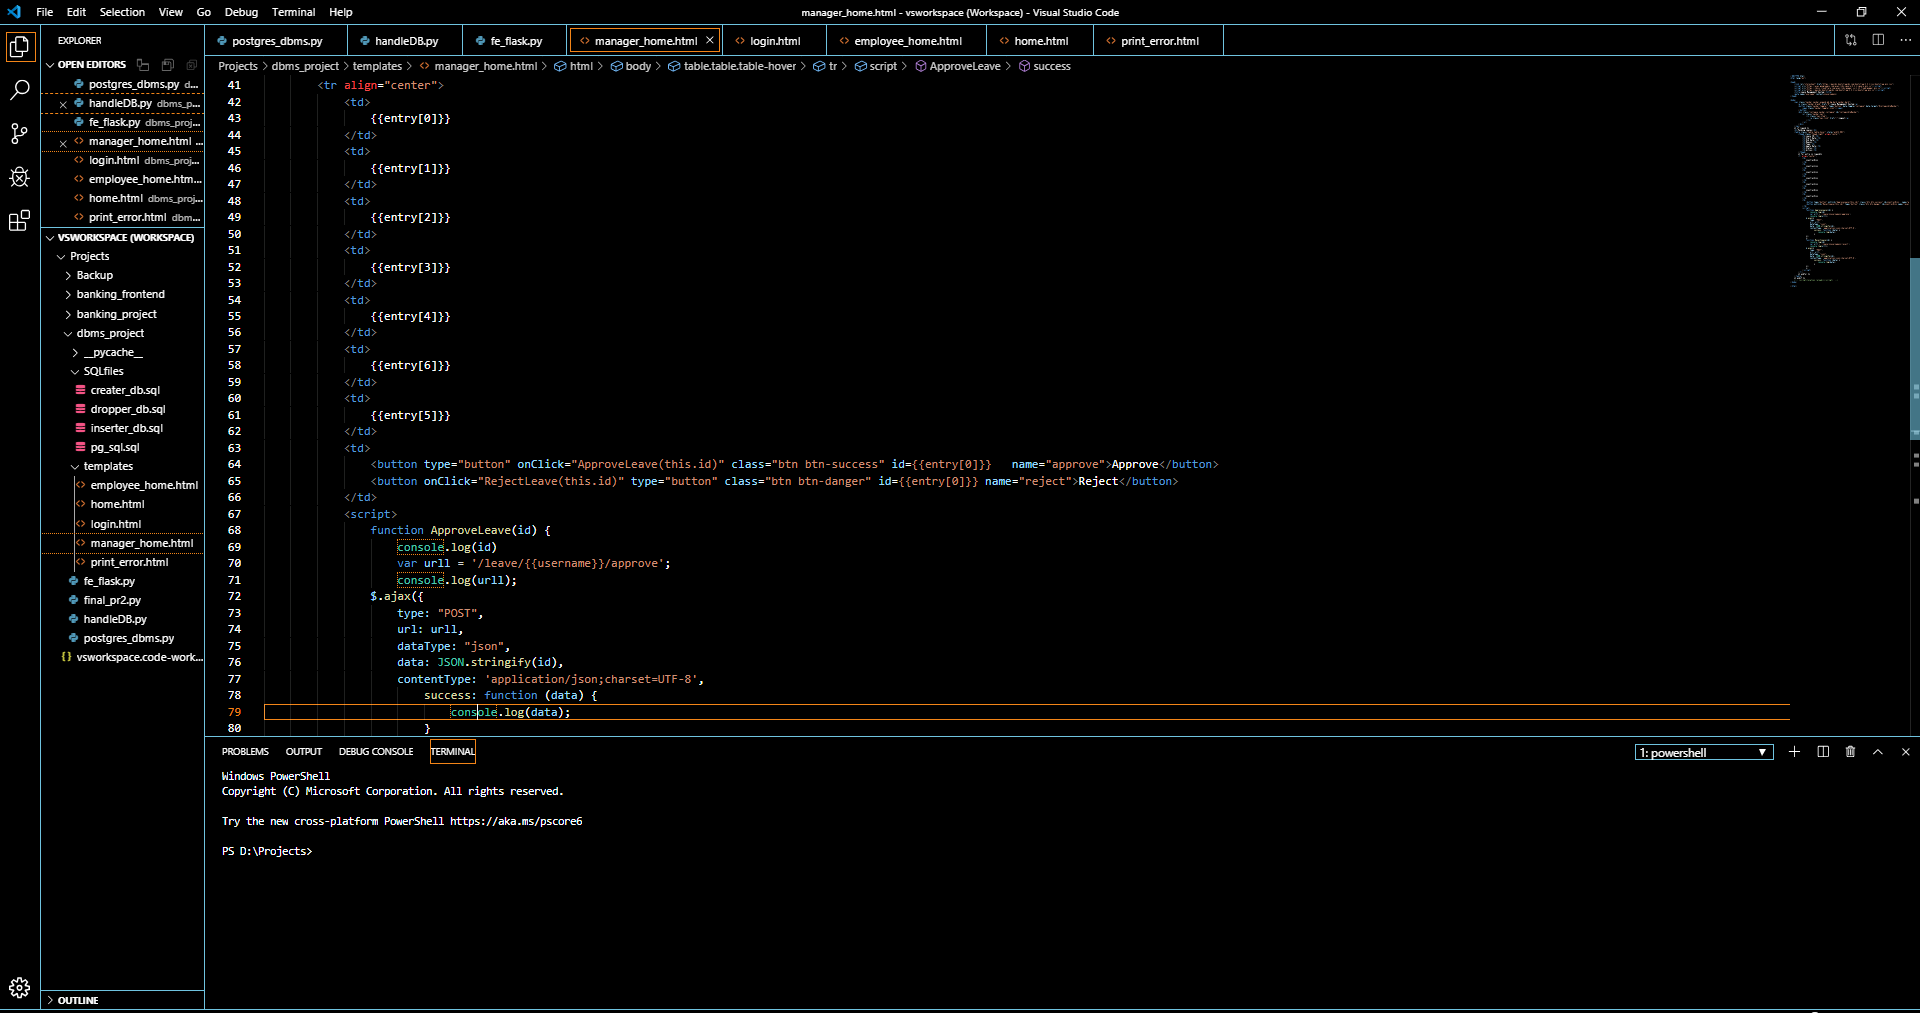 File Edit Selection View Go Debug Terminal Help
manager_home.html - vsworkspace (Workspace) - Visual Studio Code
EXPLORER
OPEN EDITORS
postgres_dbms.py d...
handleDB.py dbms_p...
fe_flask.py dbms_proj...
manager_home.html ...
login.html dbms_proj...
employee_home.htm...
home.html dbms_proj...
print_error.html dbm...
VSWORKSPACE (WORKSPACE)
Projects
Backup
banking_frontend
banking_project
dbms_project
__pycache__
SQLfiles
creater_db.sql
dropper_db.sql
inserter_db.sql
pg_sql.sql
templates
employee_home.html
home.html
login.html
manager_home.html
print_error.html
fe_flask.py
final_pr2.py
handleDB.py
postgres_dbms.py
{} vsworkspace.code-work...
OUTLINE
postgres_dbms.py handleDB.py fe_flask.py manager_home.html login.html employee_home.html home.html print_error.html
Projects > dbms_project > templates > manager_home.html > html > body > table.table.table-hover > tr > script > ApproveLeave > success
41 <tr align="center">
42 <td>
43 {{entry[0]}}
44 </td>
45 <td>
46 {{entry[1]}}
47 </td>
48 <td>
49 {{entry[2]}}
50 </td>
51 <td>
52 {{entry[3]}}
53 </td>
54 <td>
55 {{entry[4]}}
56 </td>
57 <td>
58 {{entry[6]}}
59 </td>
60 <td>
61 {{entry[5]}}
62 </td>
63 <td>
64 <button type="button" onClick="ApproveLeave(this.id)" class="btn btn-success" id={{entry[0]}} name="approve">Approve</button>
65 <button onClick="RejectLeave(this.id)" type="button" class="btn btn-danger" id={{entry[0]}} name="reject">Reject</button>
66 </td>
67 <script>
68 function ApproveLeave(id) {
69 console.log(id)
70 var urll = '/leave/{{username}}/approve';
71 console.log(urll);
72 $.ajax({
73 type: "POST",
74 url: urll,
75 dataType: "json",
76 data: JSON.stringify(id),
77 contentType: 'application/json;charset=UTF-8',
78 success: function (data) {
79 console.log(data);
80 }
PROBLEMS OUTPUT DEBUG CONSOLE TERMINAL
1: powershell
Windows PowerShell
Copyright (C) Microsoft Corporation. All rights reserved.
Try the new cross-platform PowerShell https://aka.ms/pscore6
PS D:\Projects>